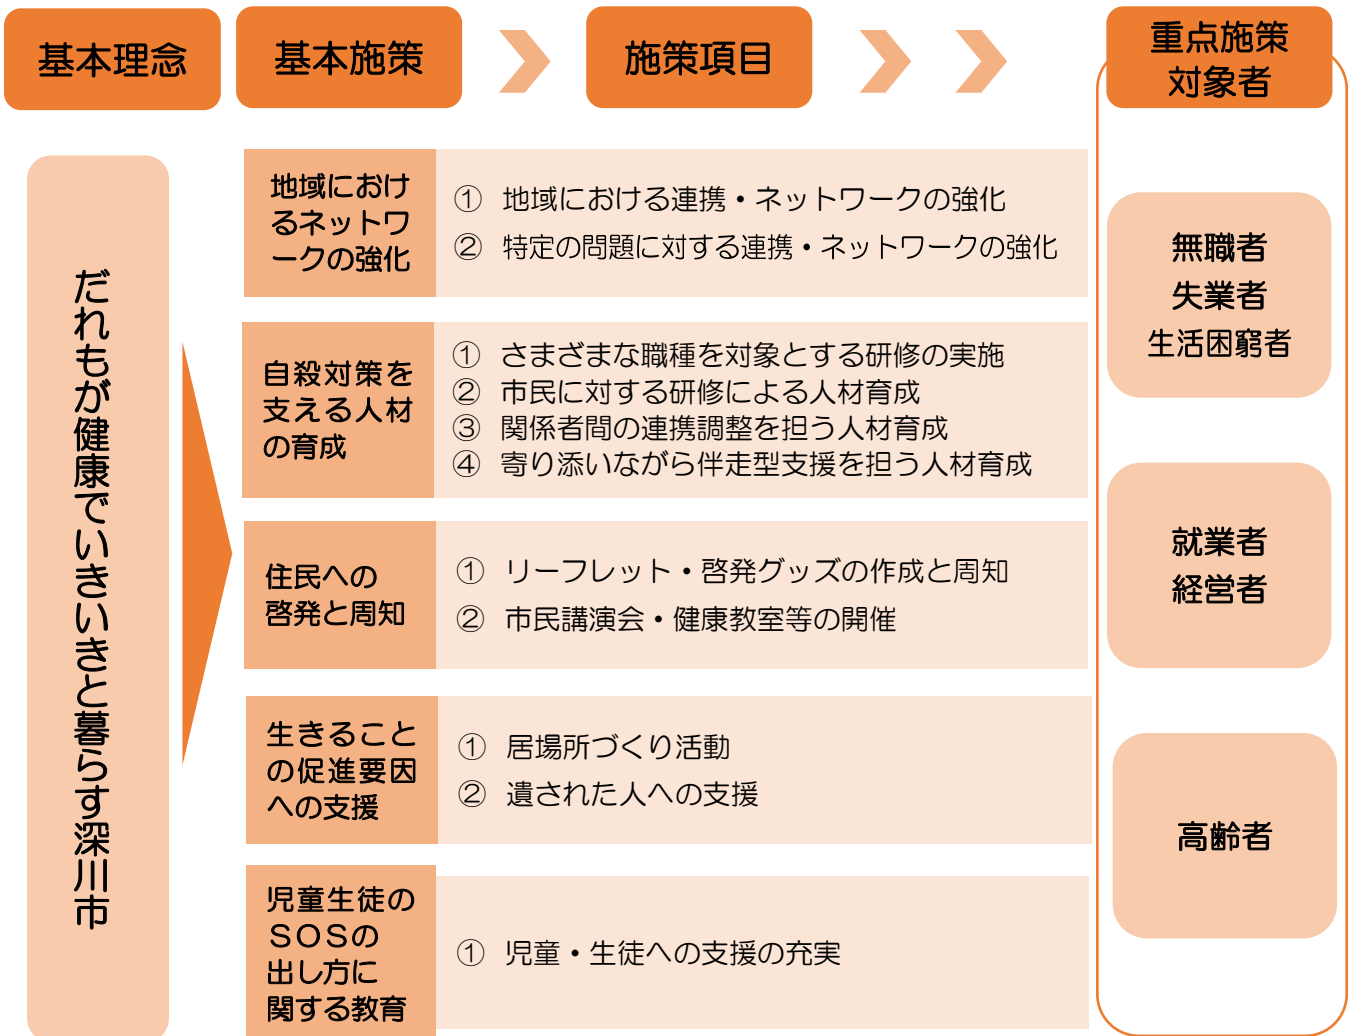 基本理念
基本施策
施策項目
重点施策
対象者
だれもが健康でいきいきと暮らす深川市
地域におけ
るネットワ
ークの強化
① 地域における連携・ネットワークの強化
② 特定の問題に対する連携・ネットワークの強化
自殺対策を
支える人材
の育成
① さまざまな職種を対象とする研修の実施
② 市民に対する研修による人材育成
③ 関係者間の連携調整を担う人材育成
④ 寄り添いながら伴走型支援を担う人材育成
住民への
啓発と周知
① リーフレット・啓発グッズの作成と周知
② 市民講演会・健康教室等の開催
生きること
の促進要因
への支援
① 居場所づくり活動
② 遺された人への支援
児童生徒の
ＳＯＳの
出し方に
関する教育
① 児童・生徒への支援の充実
無職者
失業者
生活困窮者
就業者
経営者
高齢者